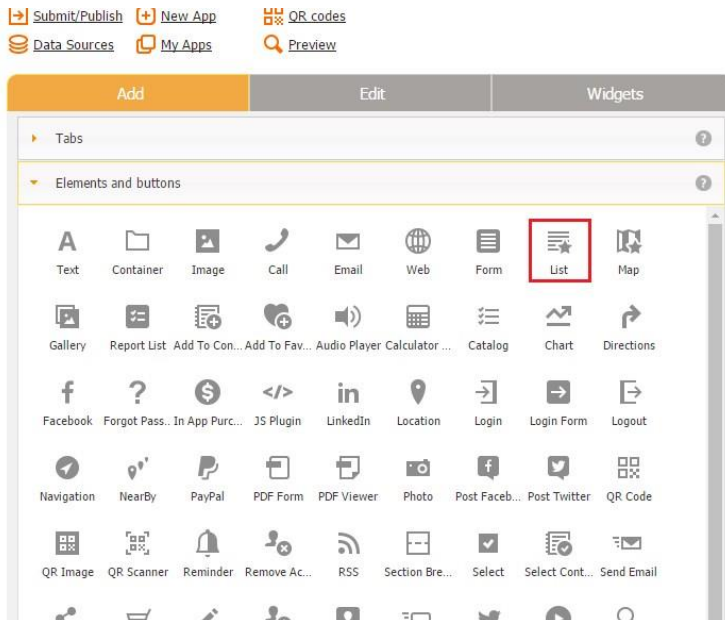 Submit/Publish New App QR codes
Data Sources My Apps Preview
Add Edit Widgets
Tabs ?
Elements and buttons ?
Text Container Image Call Email Web Form List Map
Gallery Report List Add To Con... Add To Fav... Audio Player Calculator ... Catalog Chart Directions
Facebook Forgot Pass.. In App Purc... JS Plugin LinkedIn Location Login Login Form Logout
Navigation NearBy PayPal PDF Form PDF Viewer Photo Post Faceb... Post Twitter QR Code
QR Image QR Scanner Reminder Remove Ac... RSS Section Bre... Select Select Cont... Send Email